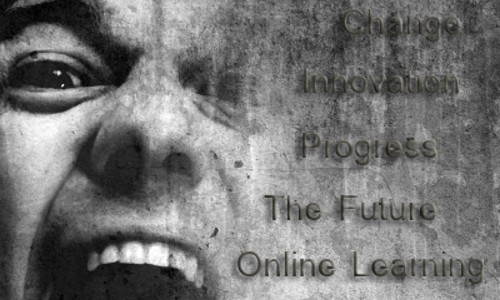 Change
Innovation
Progress
The Future
Online Learning